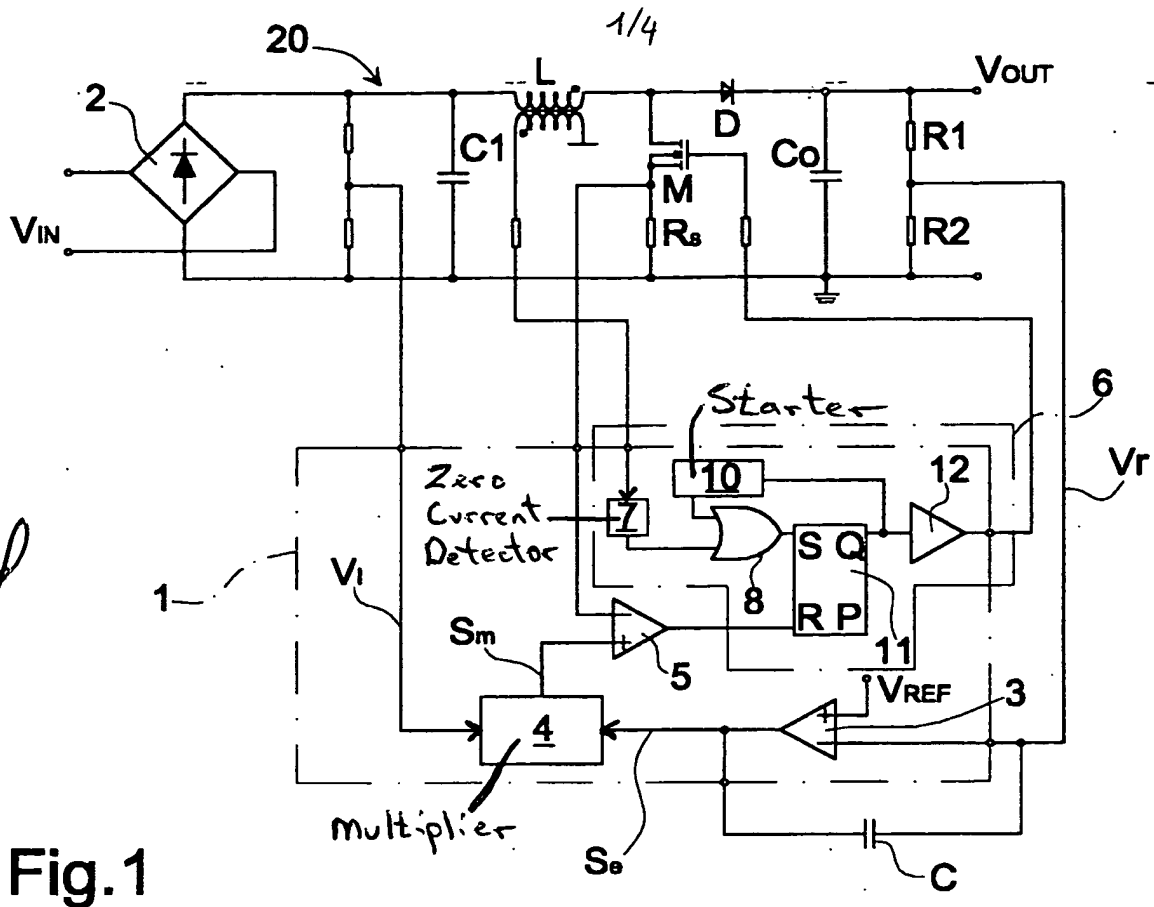 1/4
20
L
VOUT
2
D
C1
Co
R1
M
VIN
Rs
R2
Starter
6
10
12
Vr
Zero
Current
Detector
7
S Q
VI
1
8
R P
Sm
5
11
VREF
3
4
multiplier
Se
C
Fig.1